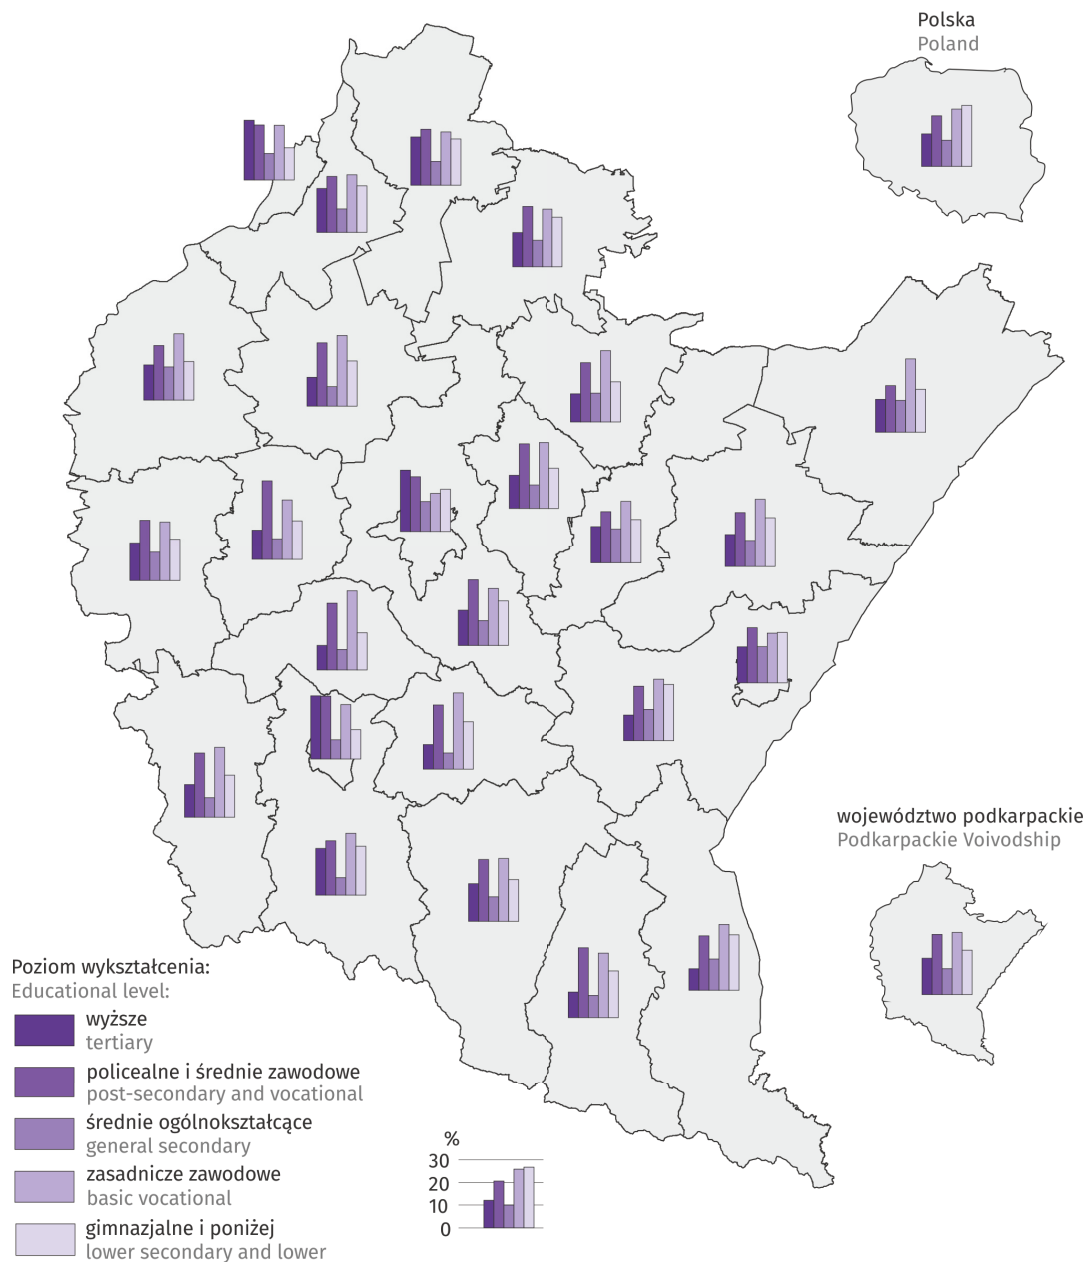 Polska
Poland
województwo podkarpackie
Podkarpackie Voivodship
Poziom wykształcenia:
Educational level:
wyższe
tertiary
policealne i średnie zawodowe
post-secondary and vocational
średnie ogólnokształcące
general secondary
zasadnicze zawodowe
basic vocational
gimnazjalne i poniżej
lower secondary and lower
%
30
20
10
0